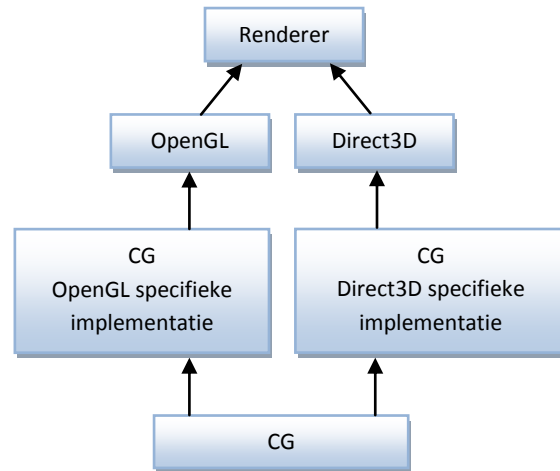 Renderer
OpenGL
Direct3D
CG
OpenGL specifieke
implementatie
CG
Direct3D specifieke
implementatie
CG